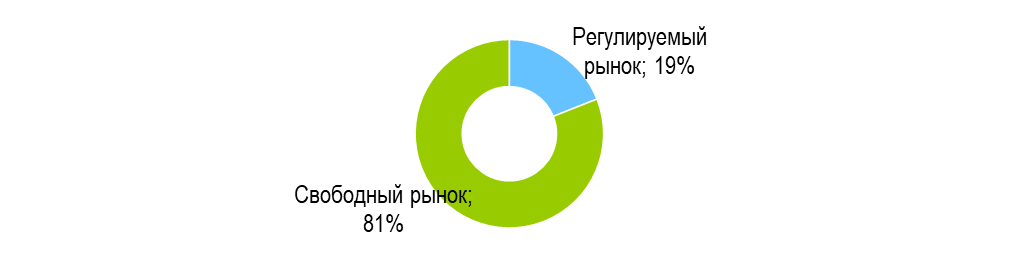 Регулируемый
рынок; 19%
Свободный рынок;
81%